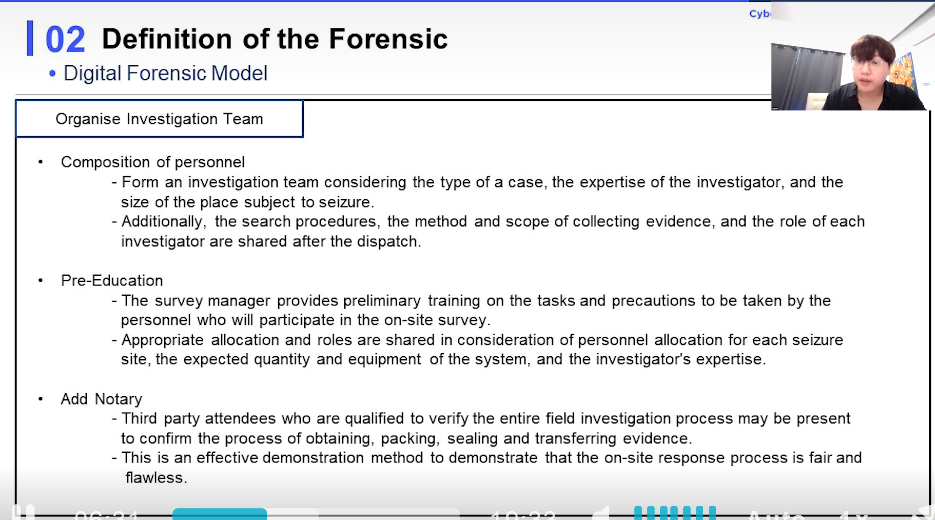 Cyb
02 Definition of the Forensic
• Digital Forensic Model
Organise Investigation Team
• Composition of personnel
- Form an investigation team considering the type of a case, the expertise of the investigator, and the
size of the place subject to seizure.
- Additionally, the search procedures, the method and scope of collecting evidence, and the role of each
investigator are shared after the dispatch.
• Pre-Education
- The survey manager provides preliminary training on the tasks and precautions to be taken by the
personnel who will participate in the on-site survey.
- Appropriate allocation and roles are shared in consideration of personnel allocation for each seizure
site, the expected quantity and equipment of the system, and the investigator's expertise.
• Add Notary
- Third party attendees who are qualified to verify the entire field investigation process may be present
to confirm the process of obtaining, packing, sealing and transferring evidence.
- This is an effective demonstration method to demonstrate that the on-site response process is fair and
flawless.
Auto 1x